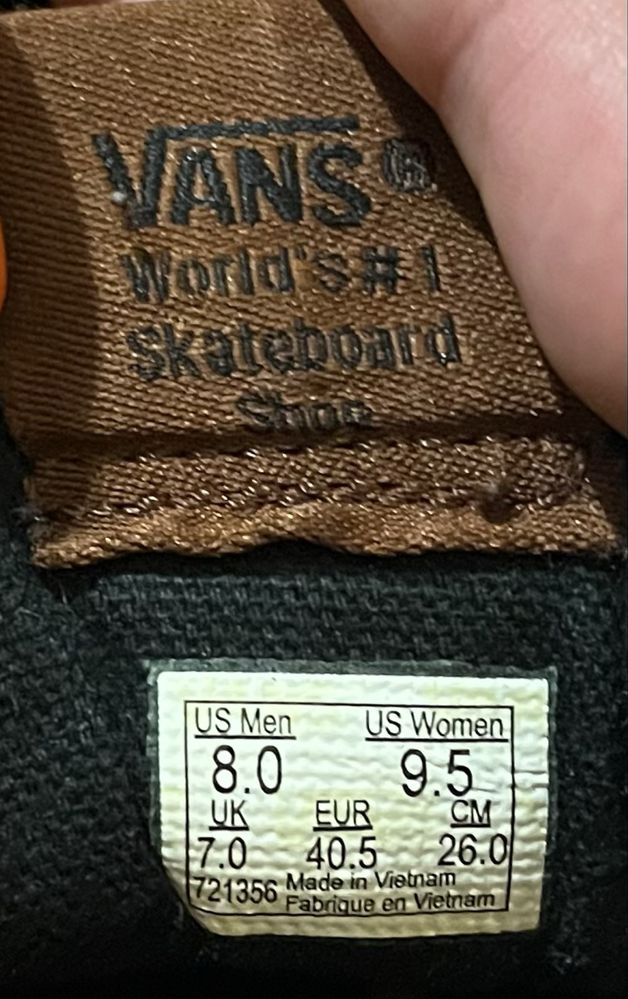 VANS®
World's #1
Skateboard
Shoe
US Men US Women
8.0 9.5
UK EUR CM
7.0 40.5 26.0
721356 Made in Vietnam
Fabrique en Vietnam